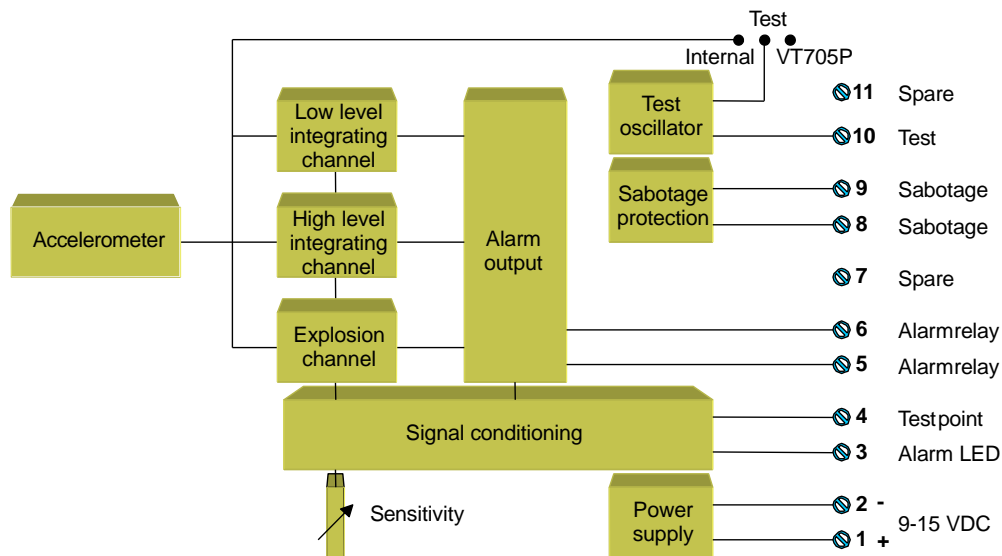 Test
Internal VT705P
Low level
integrating
channel
Test
oscillator
11 Spare
10 Test
Accelerometer
High level
integrating
channel
Alarm
output
Sabotage
protection
9 Sabotage
8 Sabotage
7 Spare
Explosion
channel
6 Alarmrelay
5 Alarmrelay
Signal conditioning
4 Testpoint
3 Alarm LED
Sensitivity
Power
supply
2 -
9-15 VDC
1 +